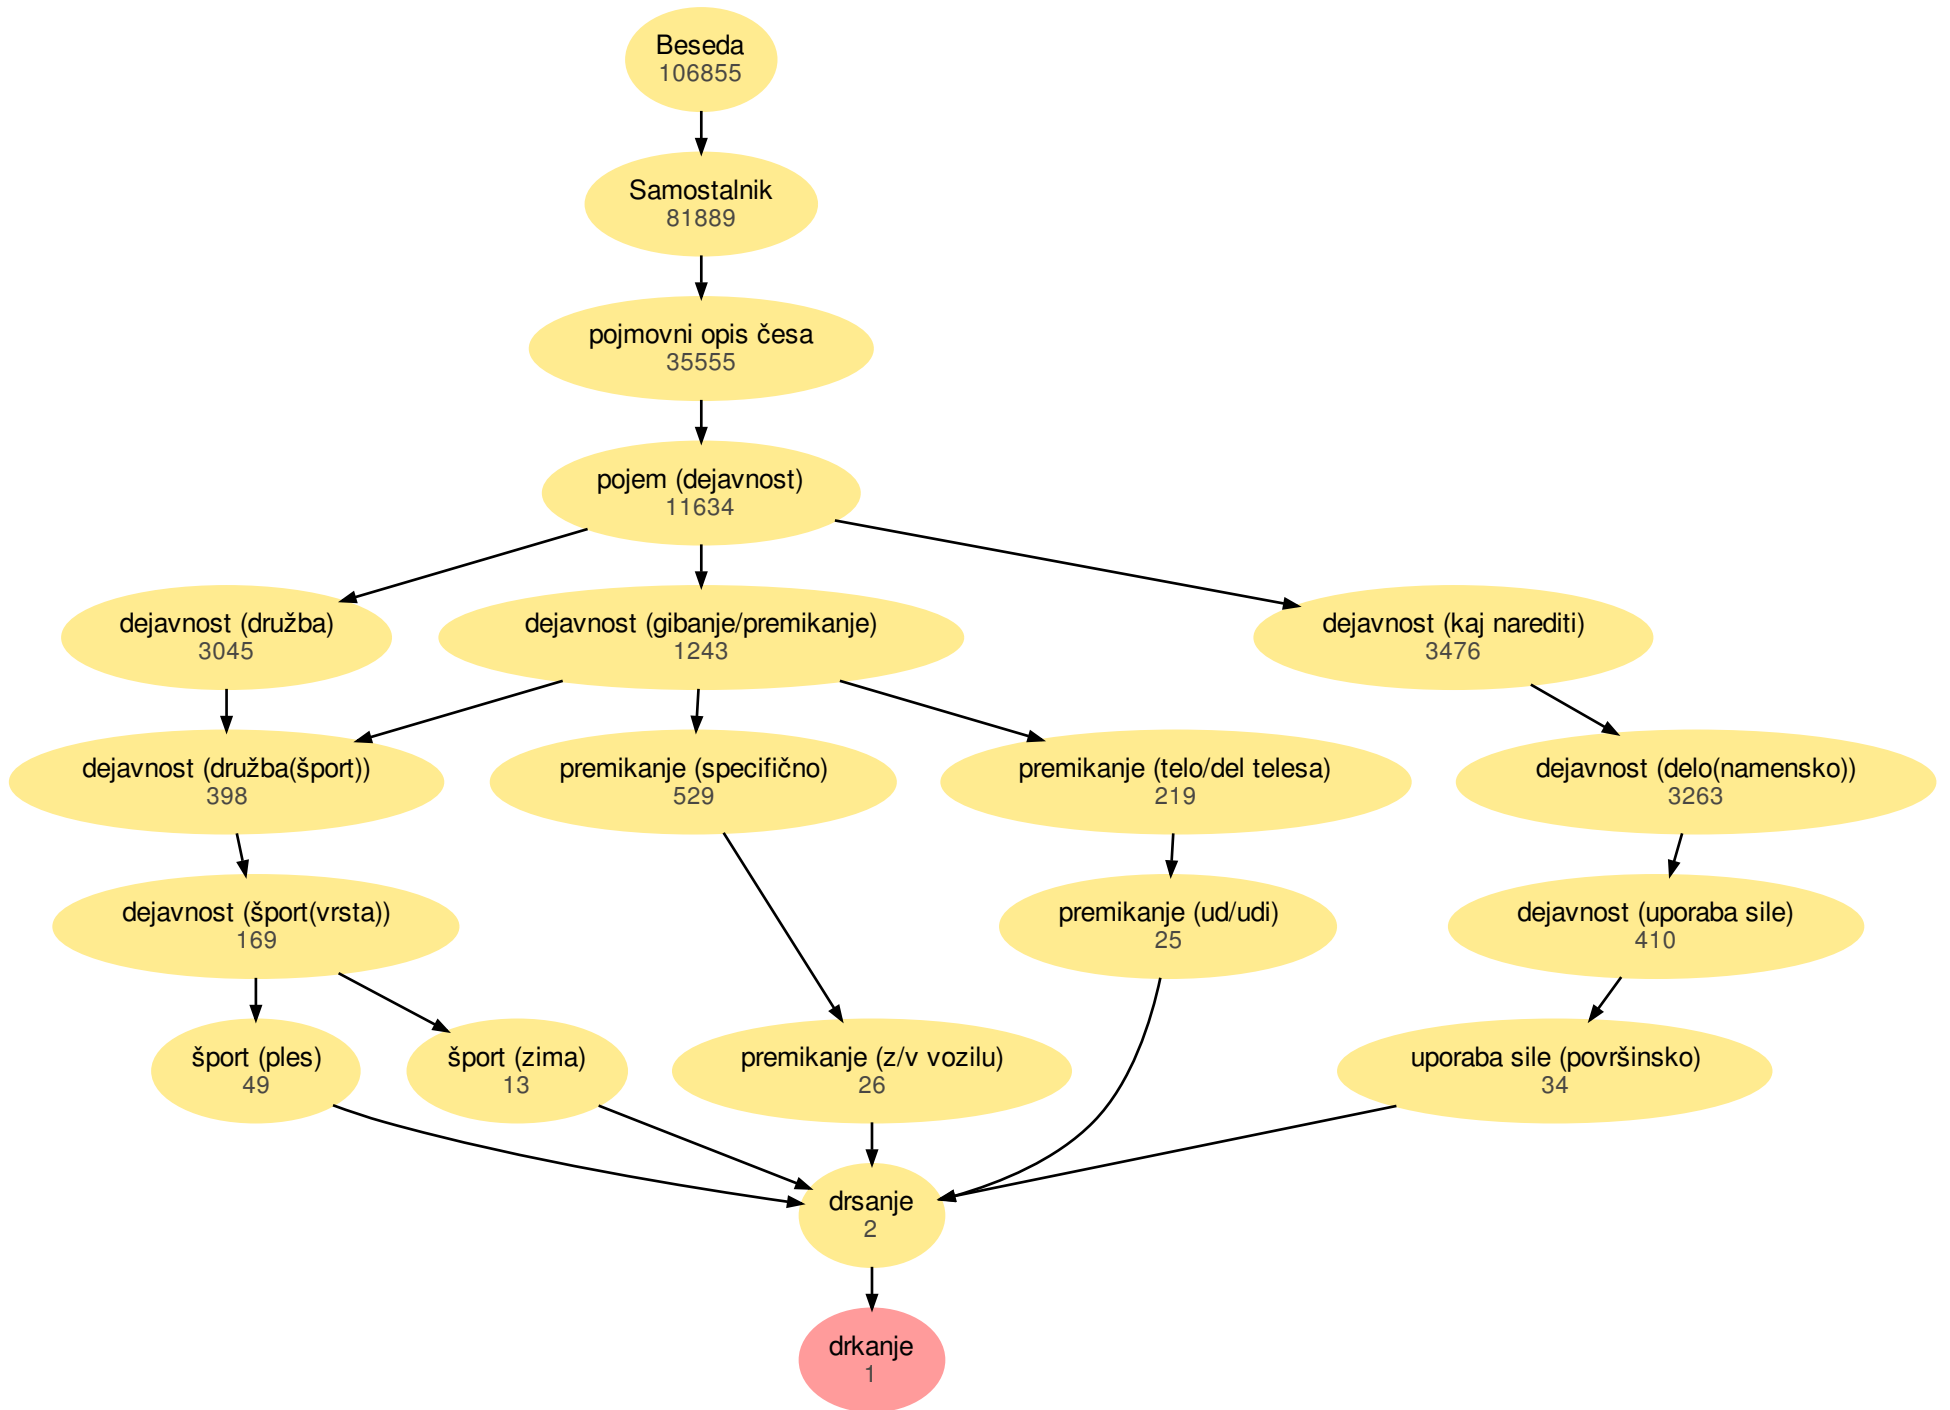 Beseda
106855
Samostalnik
81889
pojmovni opis česa
35555
pojem (dejavnost)
11634
dejavnost (družba)
3045
dejavnost (gibanje/premikanje)
1243
dejavnost (kaj narediti)
3476
dejavnost (družba(šport))
398
premikanje (specifično)
529
premikanje (telo/del telesa)
219
dejavnost (delo(namensko))
3263
dejavnost (šport(vrsta))
169
premikanje (ud/udi)
25
dejavnost (uporaba sile)
410
šport (ples)
49
šport (zima)
13
premikanje (z/v vozilu)
26
uporaba sile (površinsko)
34
drsanje
2
drkanje
1